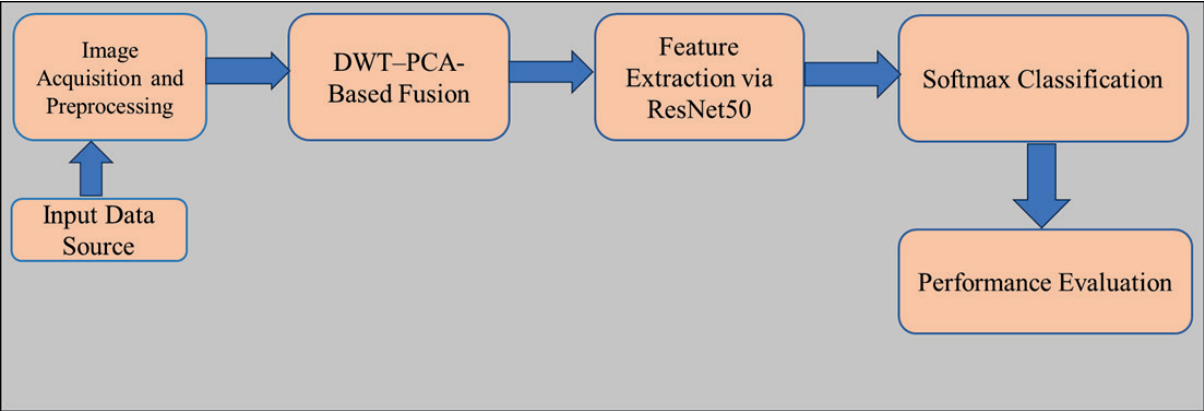 Image
Acquisition and
Preprocessing
DWT–PCA-
Based Fusion
Feature
Extraction via
ResNet50
Softmax Classification
Input Data
Source
Performance Evaluation